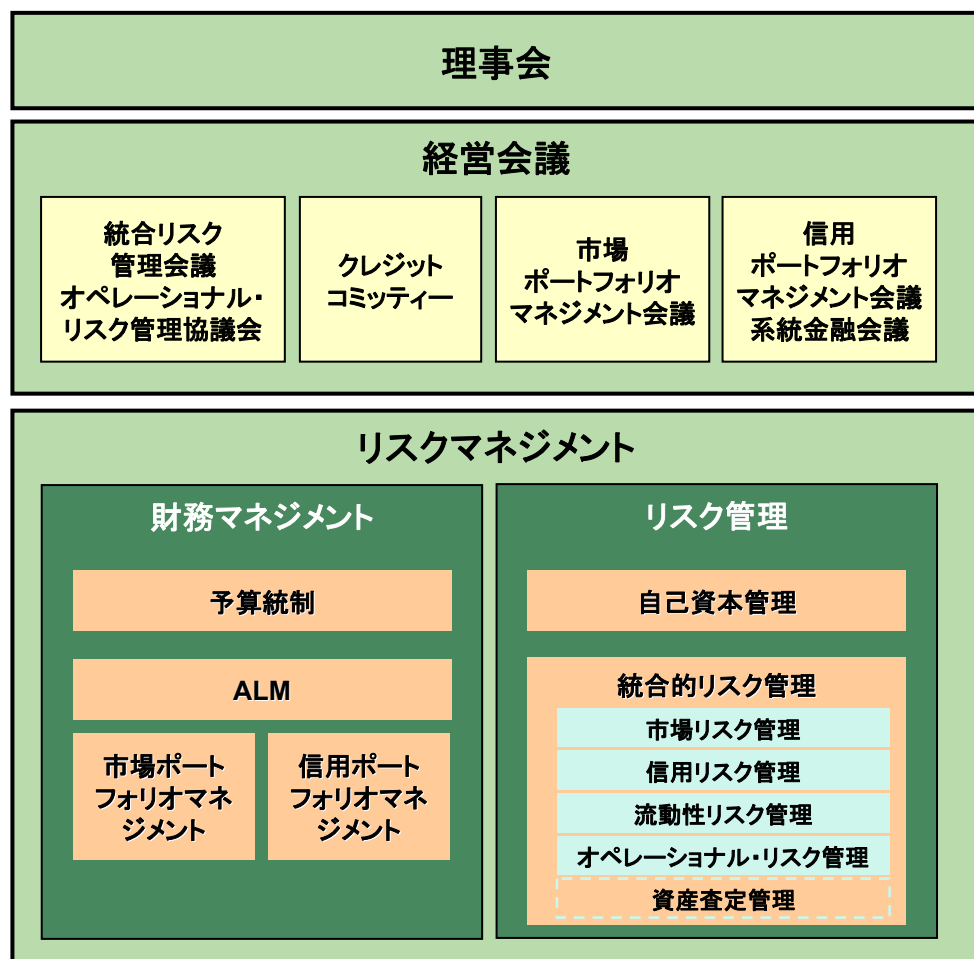 理事会
経営会議
統合リスク
管理会議
オペレーショナル・
リスク管理協議会
クレジット
コミッティー
市場
ポートフォリオ
マネジメント会議
信用
ポートフォリオ
マネジメント会議
系統金融会議
リスクマネジメント
財務マネジメント
予算統制
ALM
市場ポート
フォリオマネ
ジメント
信用ポート
フォリオマネ
ジメント
リスク管理
自己資本管理
統合的リスク管理
市場リスク管理
信用リスク管理
流動性リスク管理
オペレーショナル・リスク管理
資産査定管理